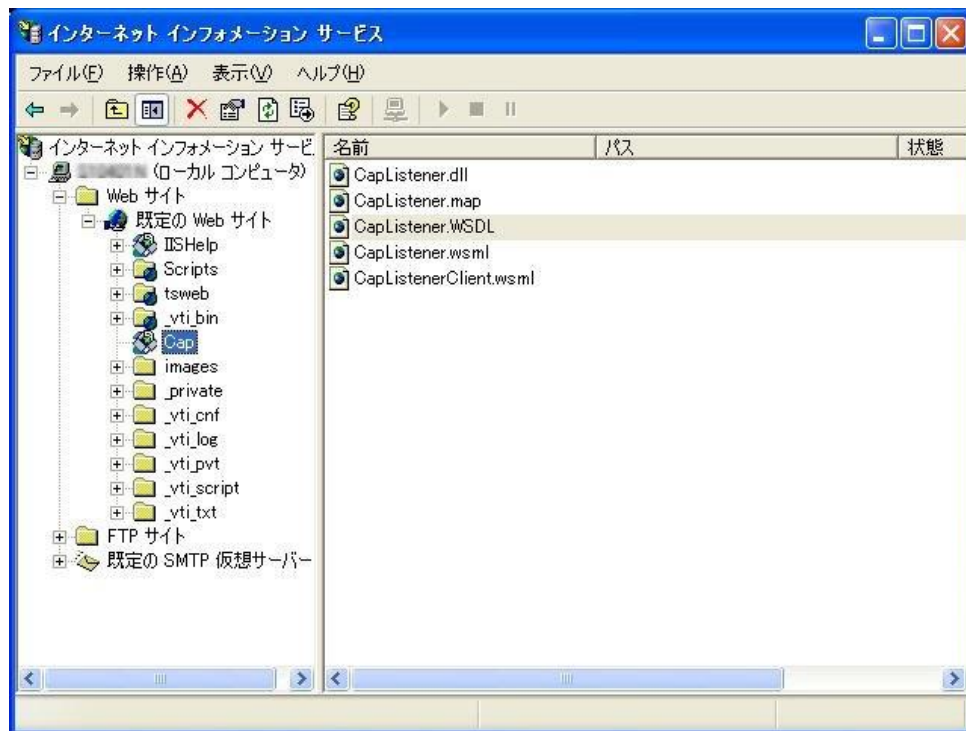 インターネット インフォメーション サービス
ファイル(F) 操作(A) 表示(V) ヘルプ(H)
インターネット インフォメーション サービ
(ローカル コンピュータ)
Web サイト
既定の Web サイト
IISHelp
Scripts
tsweb
_vti_bin
Cap
images
_private
_vti_cnf
_vti_log
_vti_pvt
_vti_script
_vti_txt
FTP サイト
既定の SMTP 仮想サーバー
名前 パス 状態
CapListener.dll
CapListener.map
CapListener.WSDL
CapListener.wsml
CapListenerClient.wsml